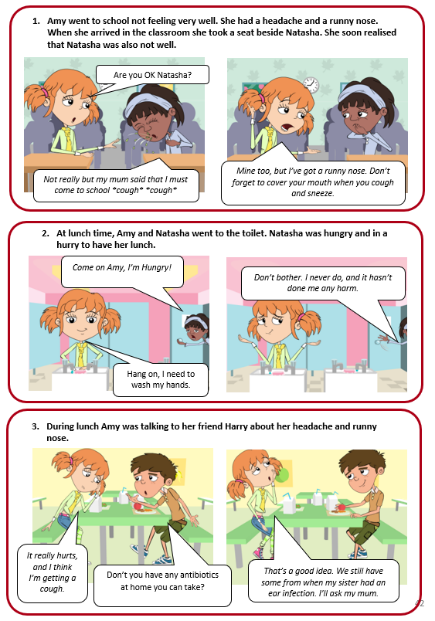 1. Amy went to school not feeling very well. She had a headache and a runny nose.
When she arrived in the classroom she took a seat beside Natasha. She soon realised
that Natasha was also not well.
Are you OK Natasha?
Not really but my mum said that I must
come to school *cough* *cough*
Mine too, but I've got a runny nose. Don't
forget to cover your mouth when you cough
and sneeze.
2. At lunch time, Amy and Natasha went to the toilet. Natasha was hungry and in a
hurry to have her lunch.
Come on Amy, I'm Hungry!
Hang on, I need to
wash my hands.
Don't bother. I never do, and it hasn't
done me any harm.
3. During lunch Amy was talking to her friend Harry about her headache and runny
nose.
It really hurts,
and I think
I'm getting a
cough.
Don't you have any antibiotics
at home you can take?
That's a good idea. We still have
some from when my sister had an
ear infection. I'll ask my mum.